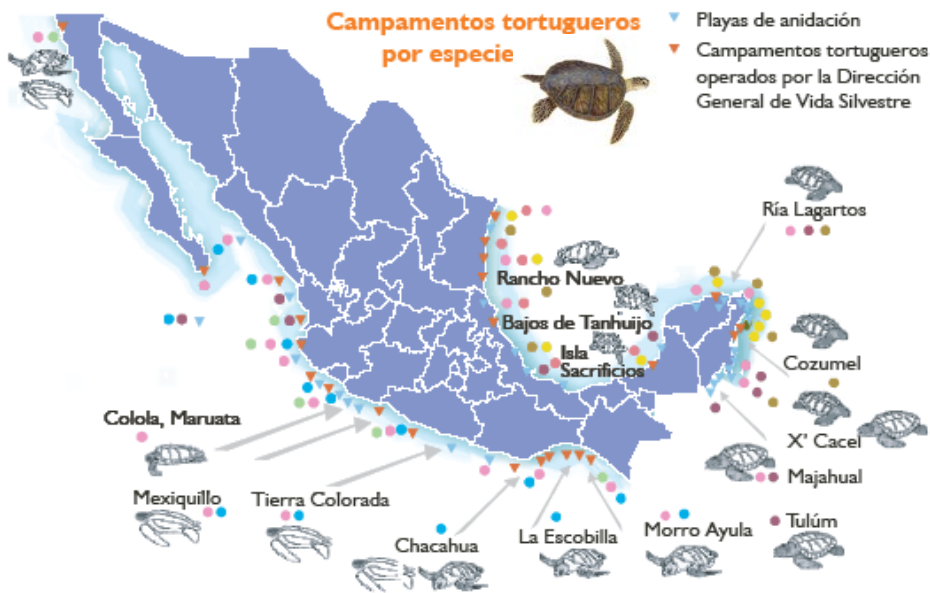 Campamentos tortugueros
por especie
Playas de anidación
Campamentos tortugueros
operados por la Dirección
General de Vida Silvestre
Ría Lagartos
Rancho Nuevo
Bajos de Tanhuijo
Isla
Sacrificios
Cozumel
X' Cacel
Majahual
Tulúm
Colola, Maruata
Mexiquillo
Tierra Colorada
Chacahua
La Escobilla
Morro Ayula